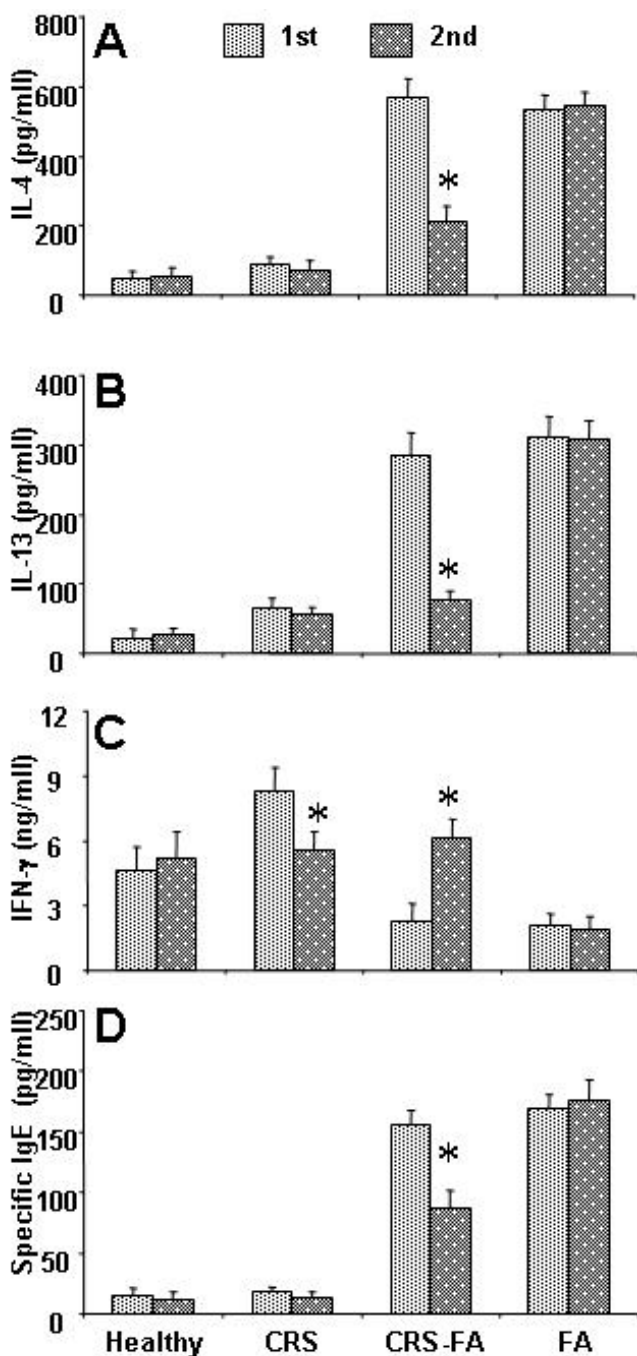 A
1st 2nd
IL-4 (pg/mll)
800
600
400
200
0
*
B
IL-13 (pg/mll)
400
300
200
100
0
*
C
IFN-γ (ng/mll)
12
9
6
3
0
* *
D
Specific IgE (pg/mll)
250
200
150
100
50
0
*
Healthy CRS CRS-FA FA